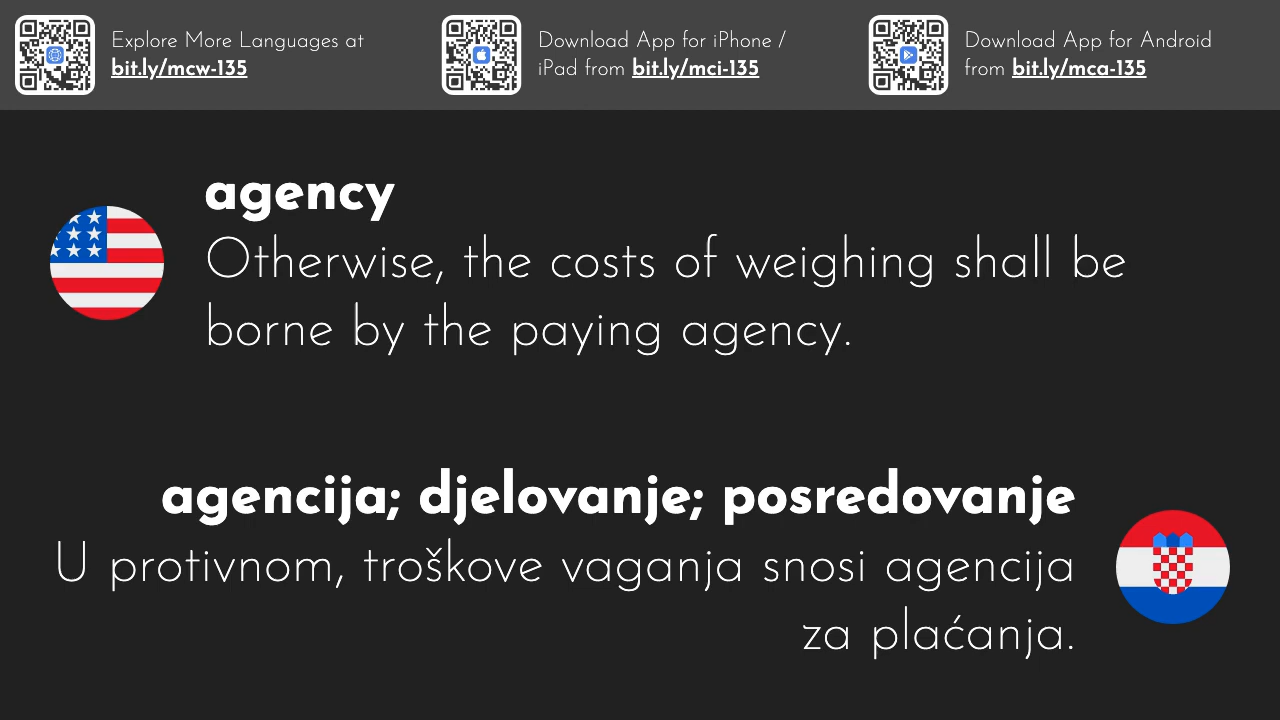 Explore More Languages at
bit.ly/mcw-135
Download App for iPhone /
iPad from bit.ly/mci-135
Download App for Android
from bit.ly/mca-135
agency
Otherwise, the costs of weighing shall be
borne by the paying agency.
agencija; djelovanje; posredovanje
U protivnom, troškove vaganja snosi agencija
za plaćanja.